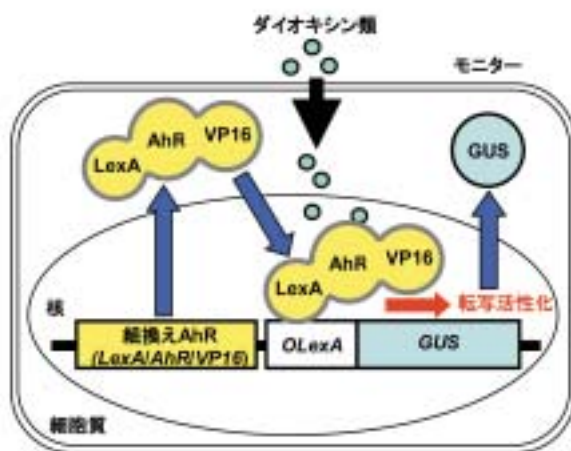 ダイオキシン類
モニター
LexA AhR VP16
GUS
LexA AhR VP16
転写活性化
核
組換えAhR
(LexA/AhR/VP16)
OLexA
GUS
細胞質